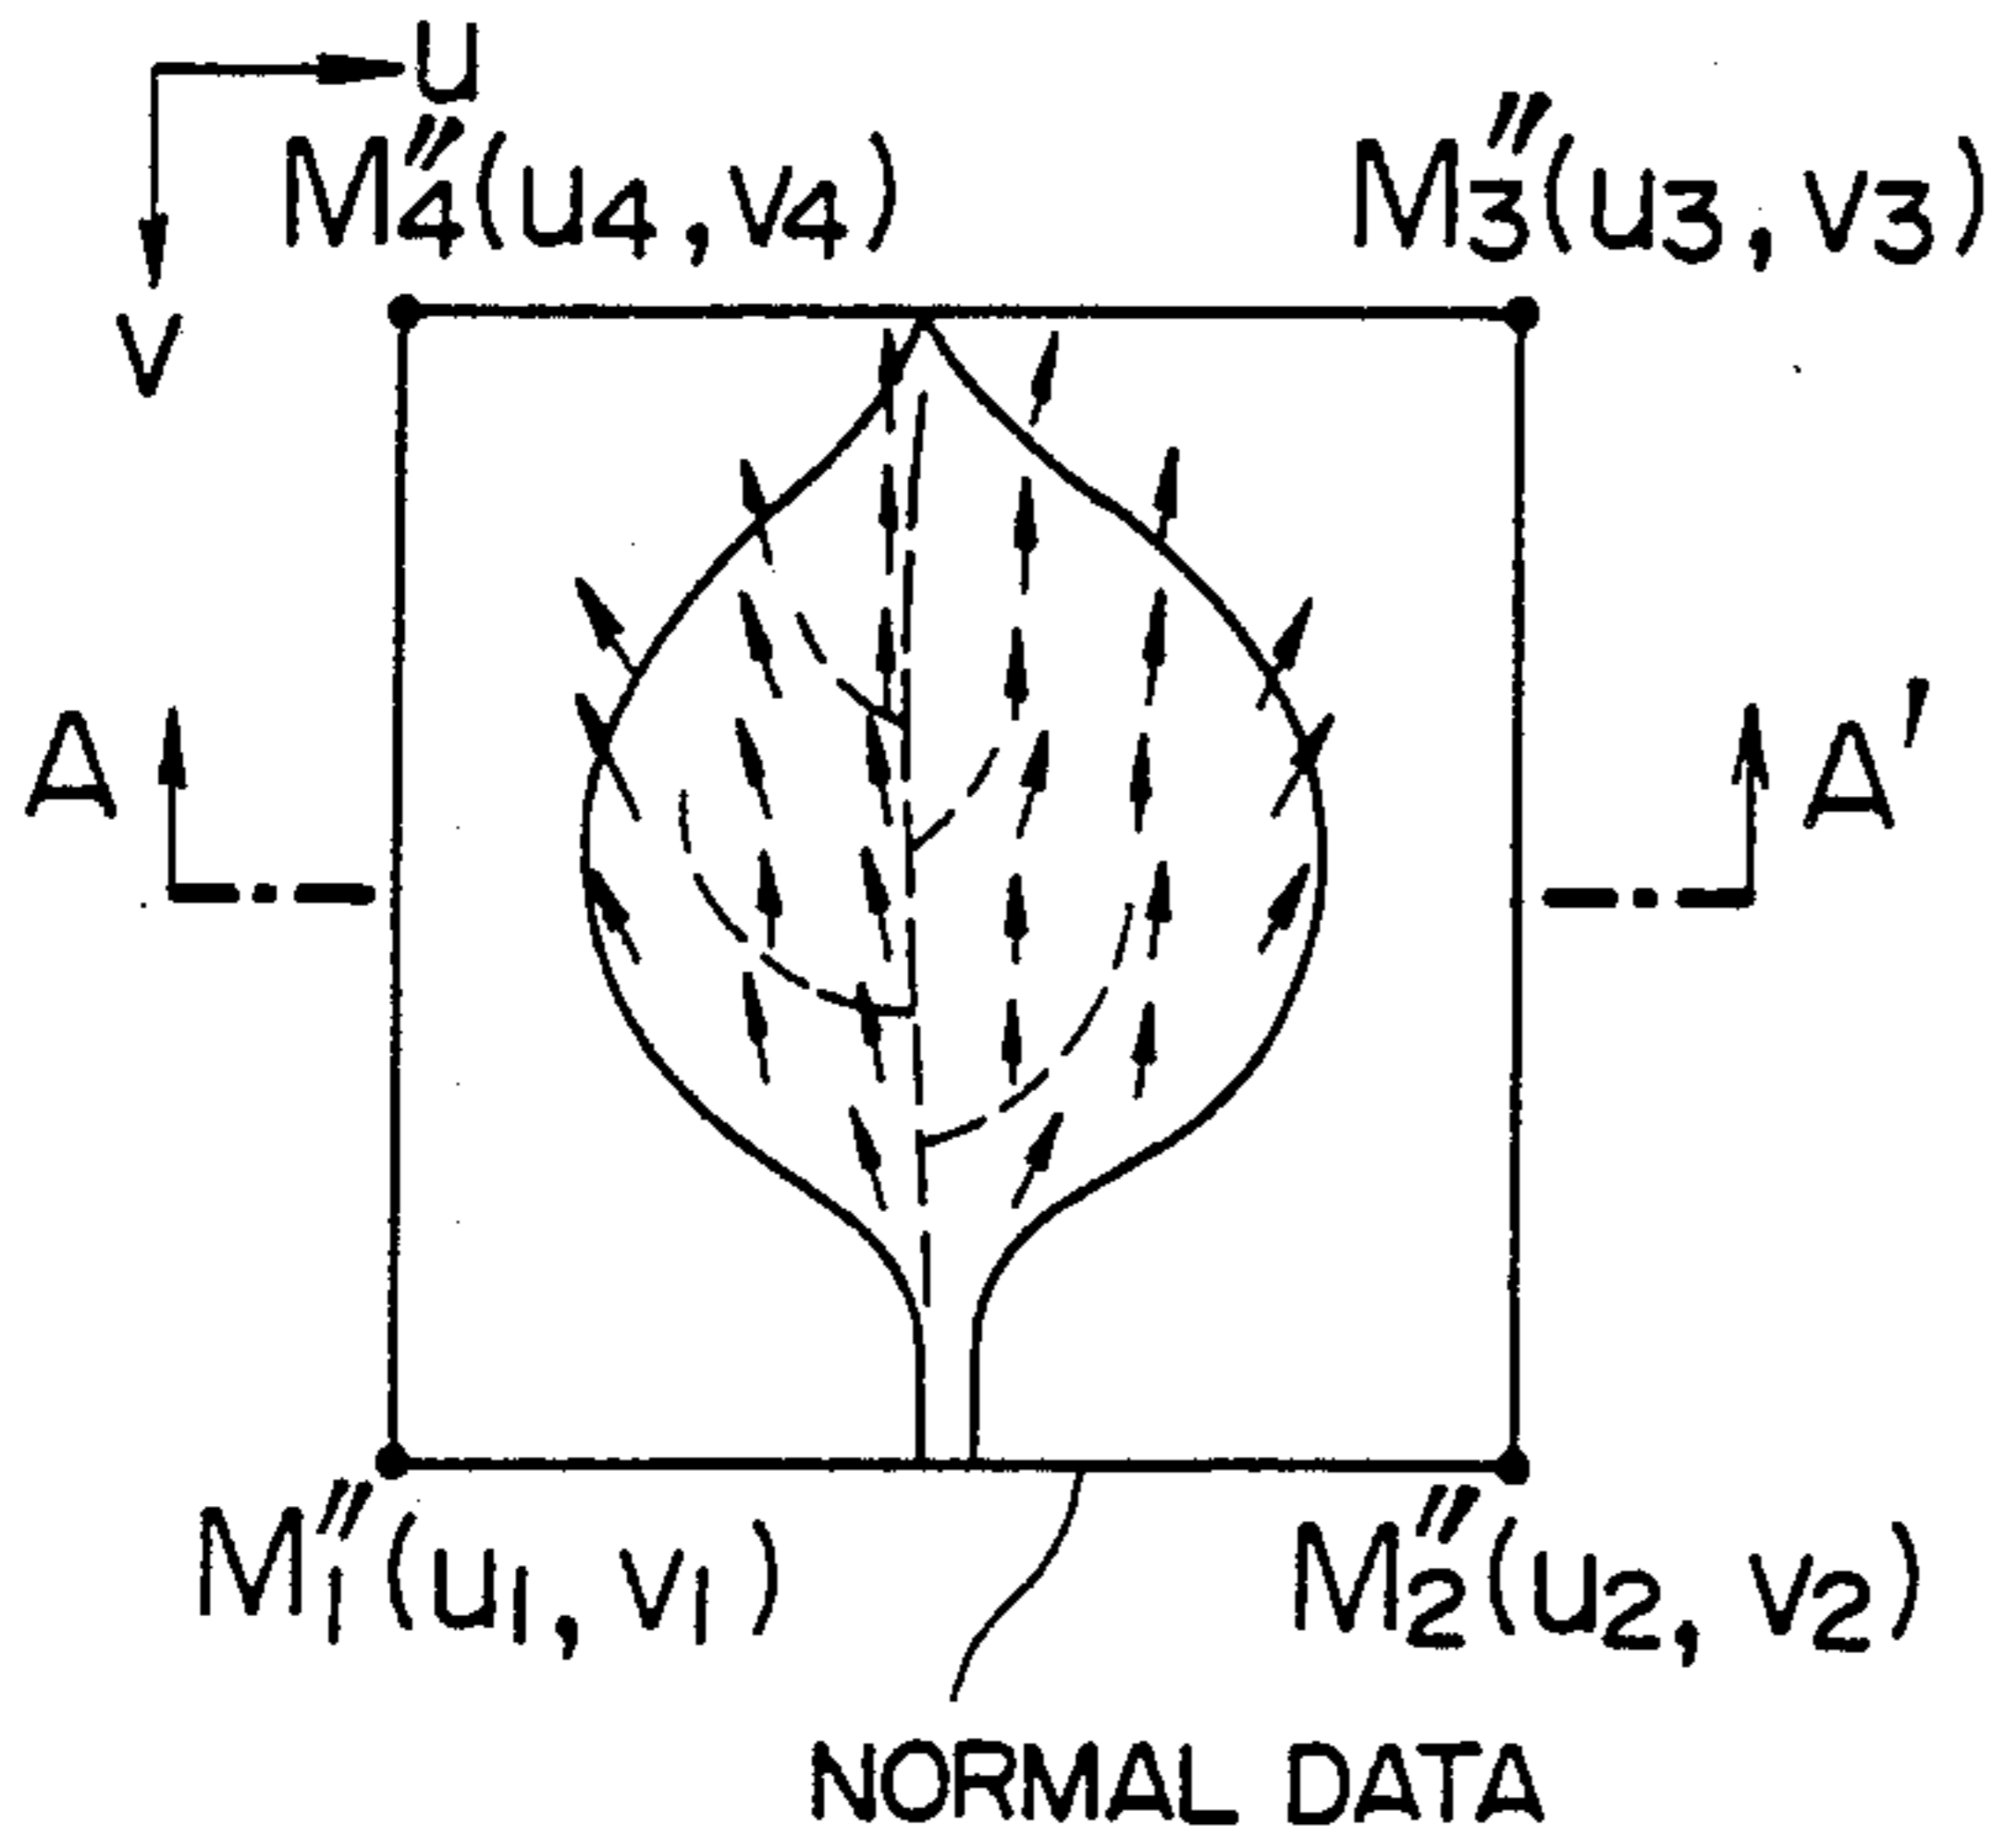 u
M4″(u4, v4) M3″(u3, v3)
v
A A′
M1″(u1, v1) M2″(u2, v2)
NORMAL DATA